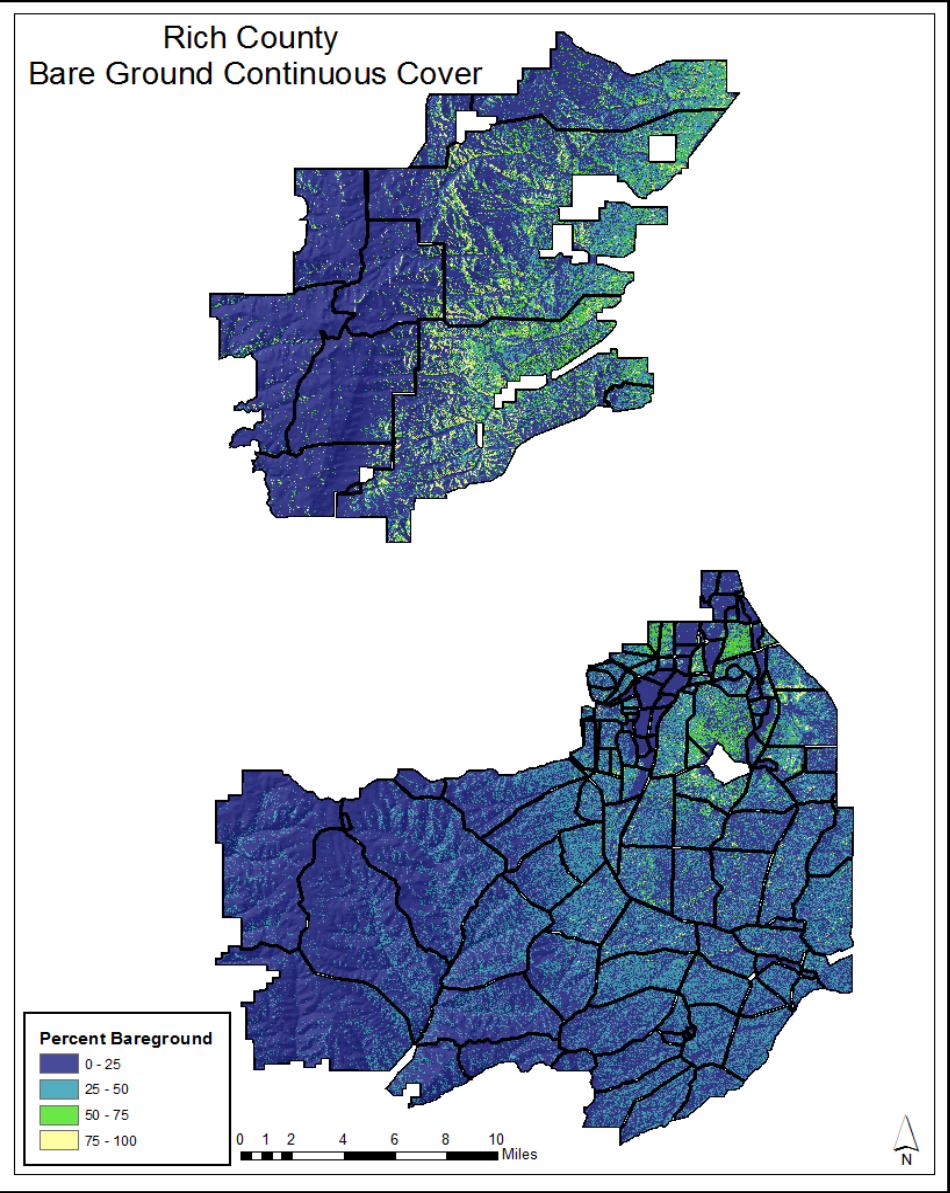 Rich County
Bare Ground Continuous Cover
Percent Bareground
0 - 25
25 - 50
50 - 75
75 - 100
0 1 2 4 6 8 10
Miles
N